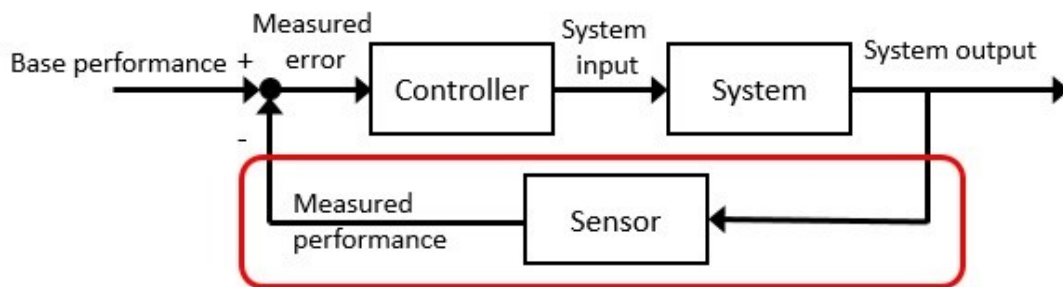 Measured
error
System
input
System output
Base performance
+
Controller
System
-
Measured
performance
Sensor